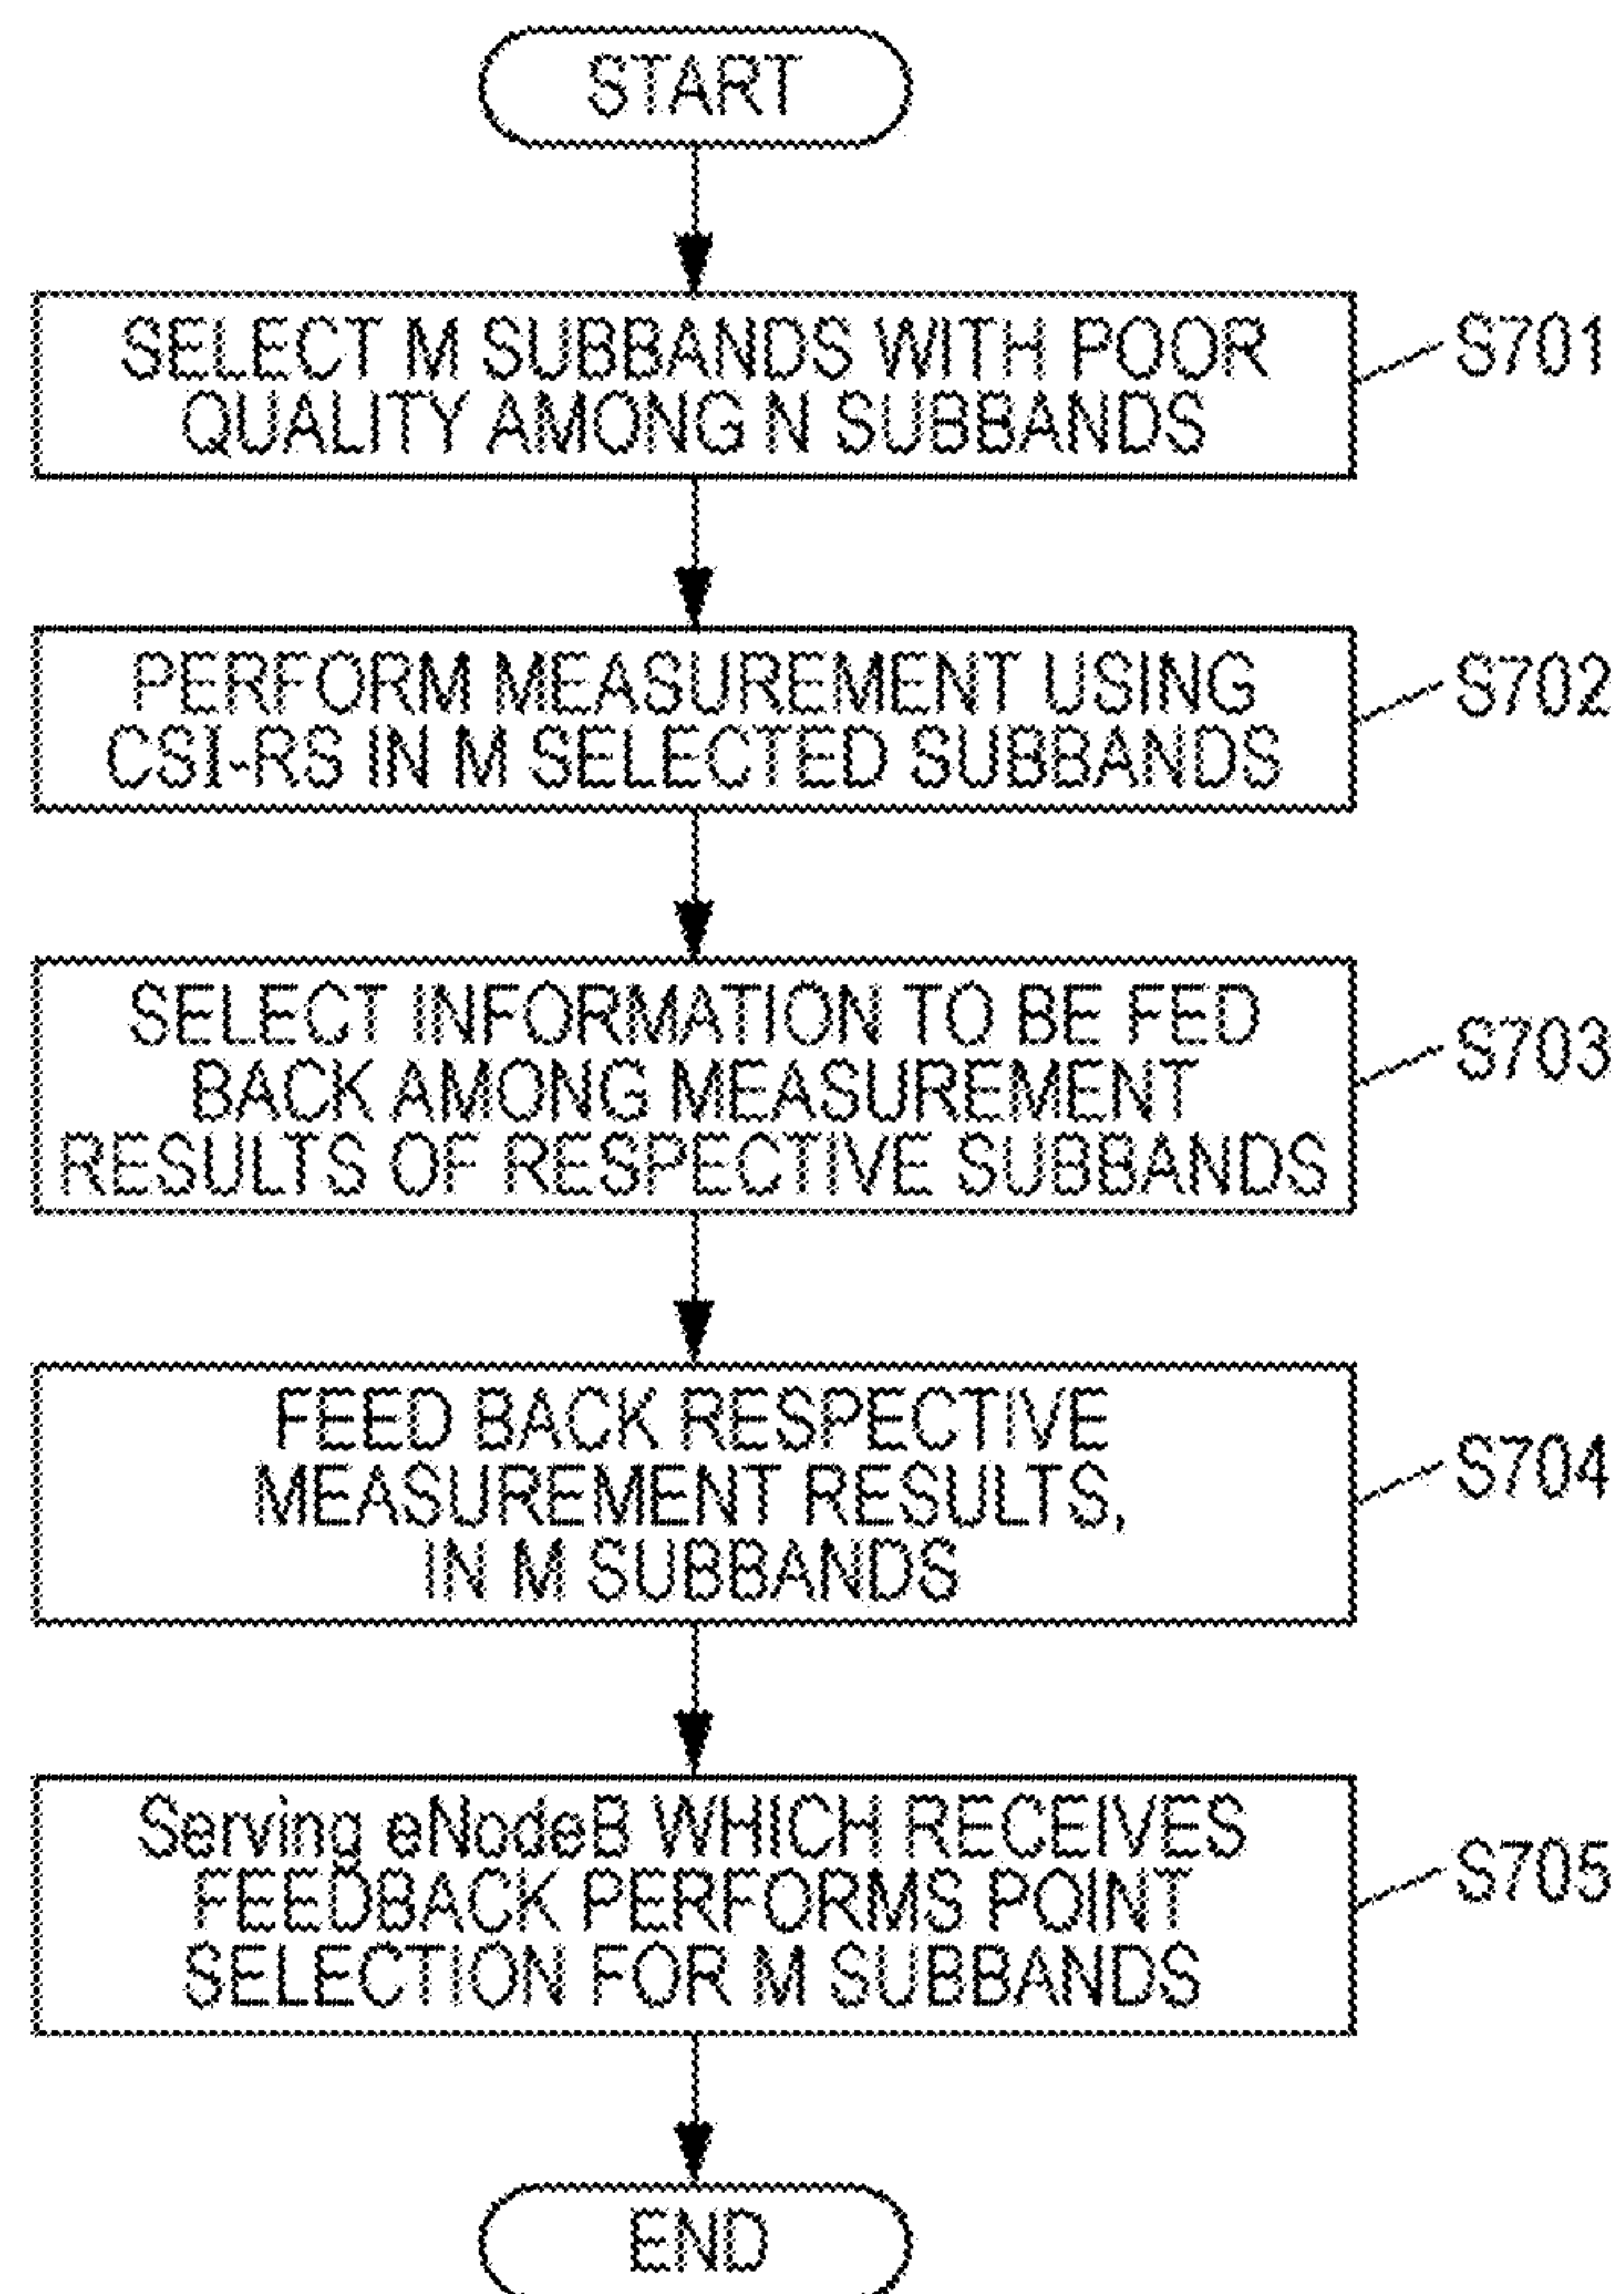 START
SELECT M SUBBANDS WITH POOR
QUALITY AMONG N SUBBANDS
S701
PERFORM MEASUREMENT USING
CSI-RS IN M SELECTED SUBBANDS
S702
SELECT INFORMATION TO BE FED
BACK AMONG MEASUREMENT
RESULTS OF RESPECTIVE SUBBANDS
S703
FEED BACK RESPECTIVE
MEASUREMENT RESULTS,
IN M SUBBANDS
S704
Serving eNodeB WHICH RECEIVES
FEEDBACK PERFORMS POINT
SELECTION FOR M SUBBANDS
S705
END